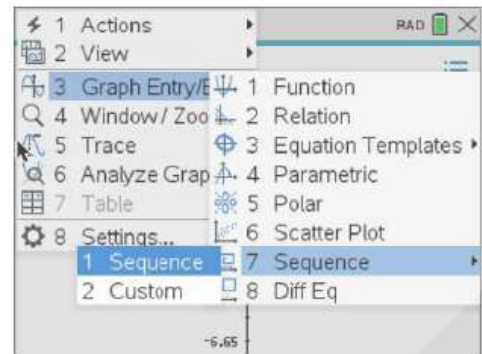 1 Actions
RAD
2 View
3 Graph Entry/E
4 Window / Zoo
5 Trace
6 Analyze Grap
7 Table
8 Settings...
1 Function
2 Relation
3 Equation Templates
4 Parametric
5 Polar
6 Scatter Plot
7 Sequence
8 Diff Eq
1 Sequence
2 Custom
-6.65